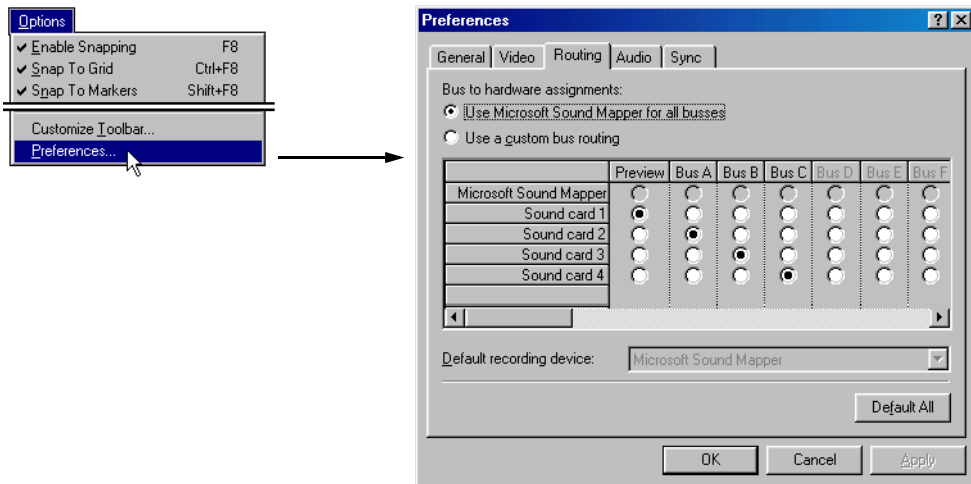 Options
Enable Snapping F8
Snap To Grid Ctrl+F8
Snap To Markers Shift+F8
Customize Toolbar...
Preferences...
Preferences
General Video Routing Audio Sync
Bus to hardware assignments:
Use Microsoft Sound Mapper for all busses
Use a custom bus routing
Preview Bus A Bus B Bus C Bus D Bus E Bus F
Microsoft Sound Mapper
Sound card 1
Sound card 2
Sound card 3
Sound card 4
Default recording device: Microsoft Sound Mapper
Default All
OK Cancel Apply